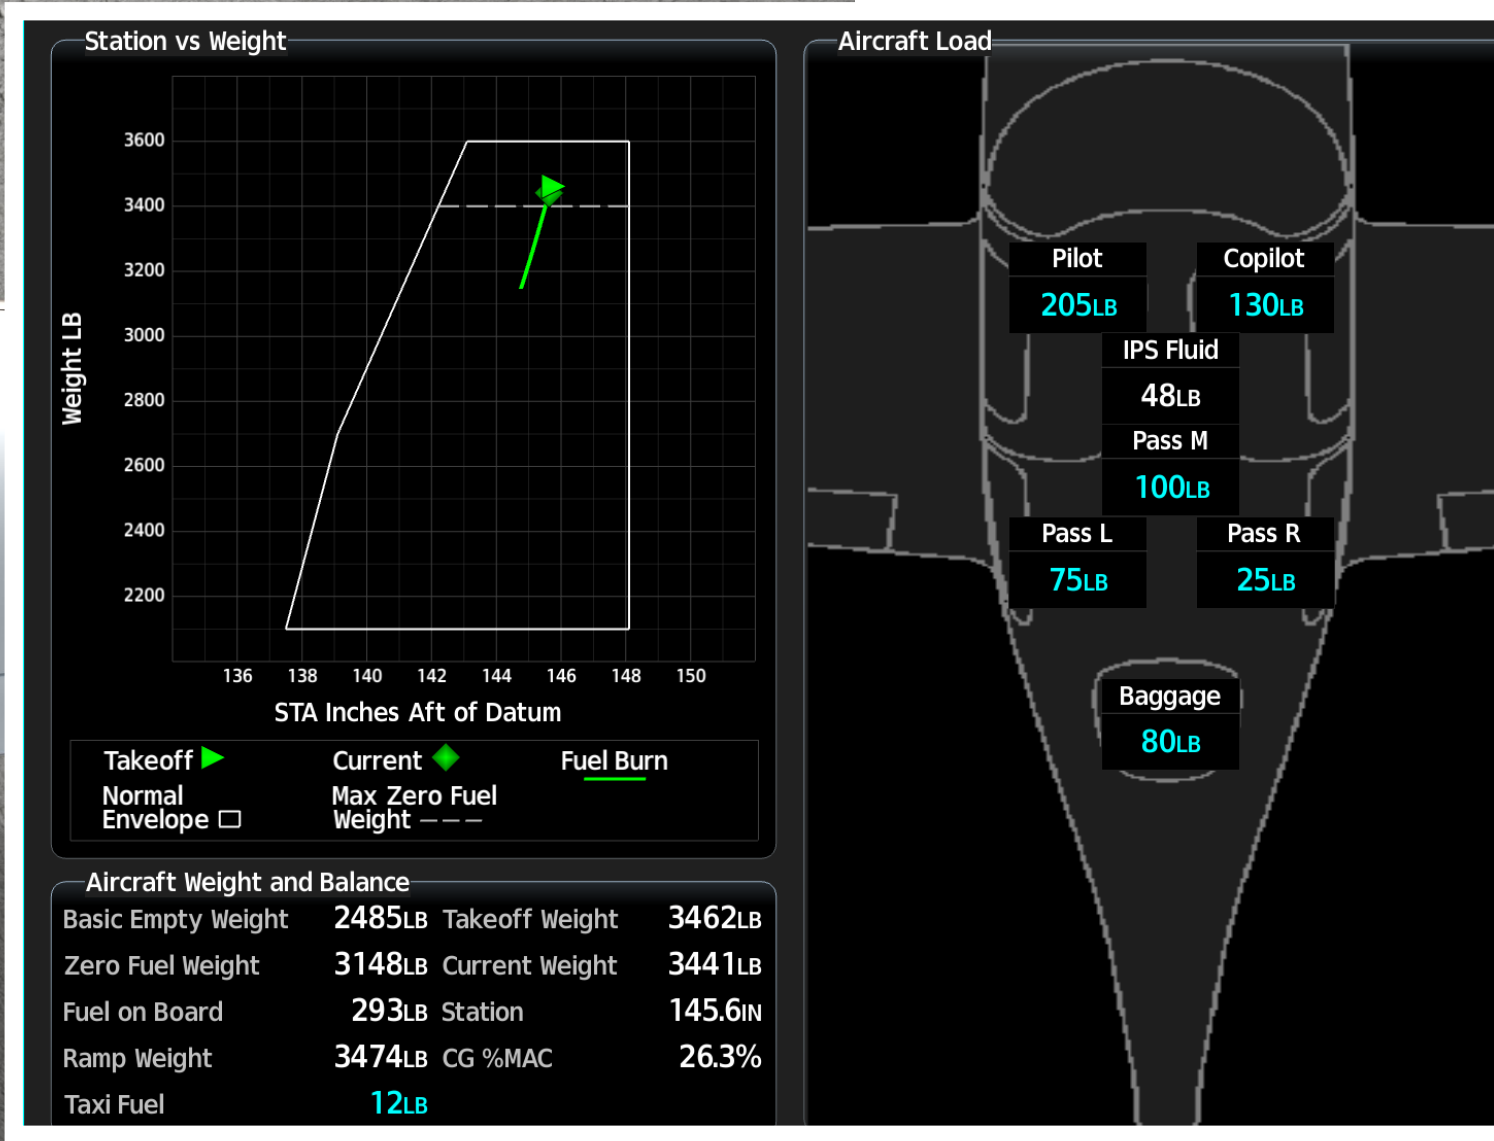 Station vs Weight
3600
3400
3200
3000
2800
2600
2400
2200
Weight LB
136 138 140 142 144 146 148 150
STA Inches Aft of Datum
Takeoff Current Fuel Burn
Normal Envelope
Max Zero Fuel Weight
Aircraft Weight and Balance
Basic Empty Weight 2485LB Takeoff Weight 3462LB
Zero Fuel Weight 3148LB Current Weight 3441LB
Fuel on Board 293LB Station 145.6IN
Ramp Weight 3474LB CG %MAC 26.3%
Taxi Fuel 12LB
Aircraft Load
Pilot Copilot
205LB 130LB
IPS Fluid
48LB
Pass M
100LB
Pass L Pass R
75LB 25LB
Baggage
80LB